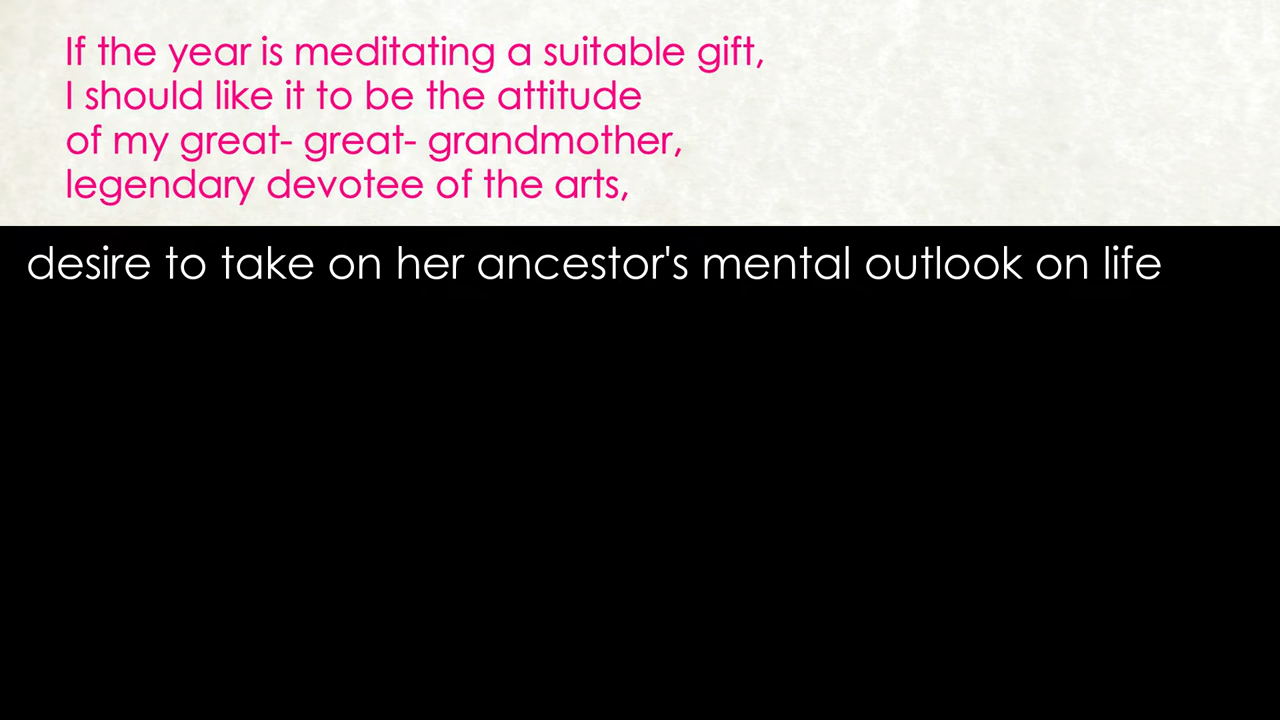 If the year is meditating a suitable gift,
I should like it to be the attitude
of my great- great- grandmother,
legendary devotee of the arts,
desire to take on her ancestor's mental outlook on life